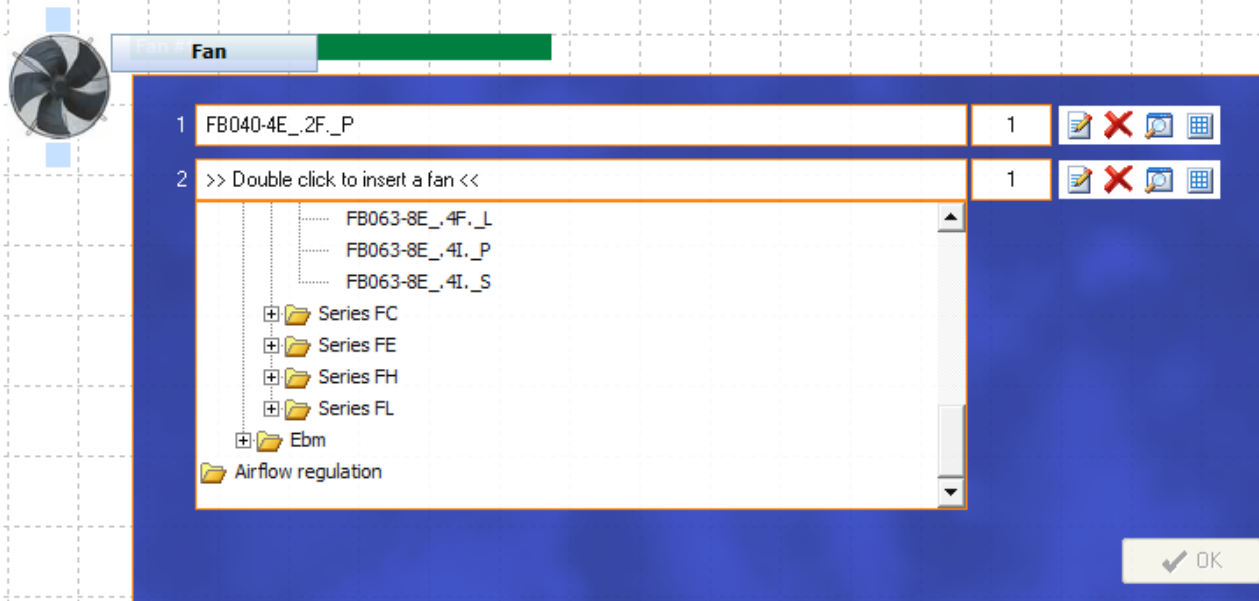 Fan #
Fan
1 FB040-4E_.2F._P 1
2 >> Double click to insert a fan << 1
FB063-8E_.4F._L
FB063-8E_.4I._P
FB063-8E_.4I._S
Series FC
Series FE
Series FH
Series FL
Ebm
Airflow regulation
OK